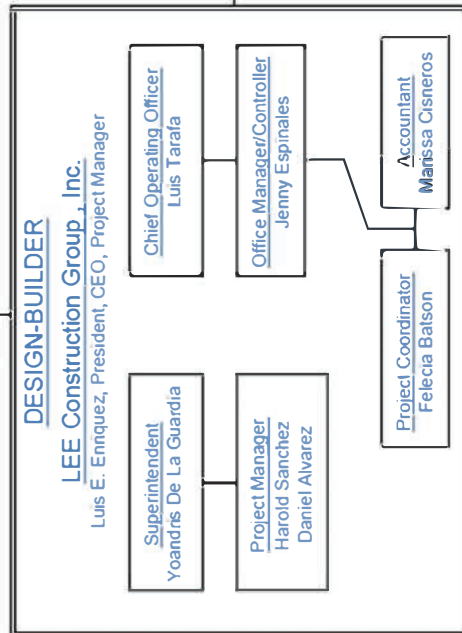 DESIGN-BUILDER
LEE Construction Group, Inc.
Luis E. Enriquez, President, CEO, Project Manager
Superintendent
Yoandris De La Guardia
Chief Operating Officer
Luis Tarafa
Project Manager
Harold Sanchez
Daniel Alvarez
Office Manager/Controller
Jenny Espinales
Project Coordinator
Felecia Batson
Accountant
Marissa Cisneros